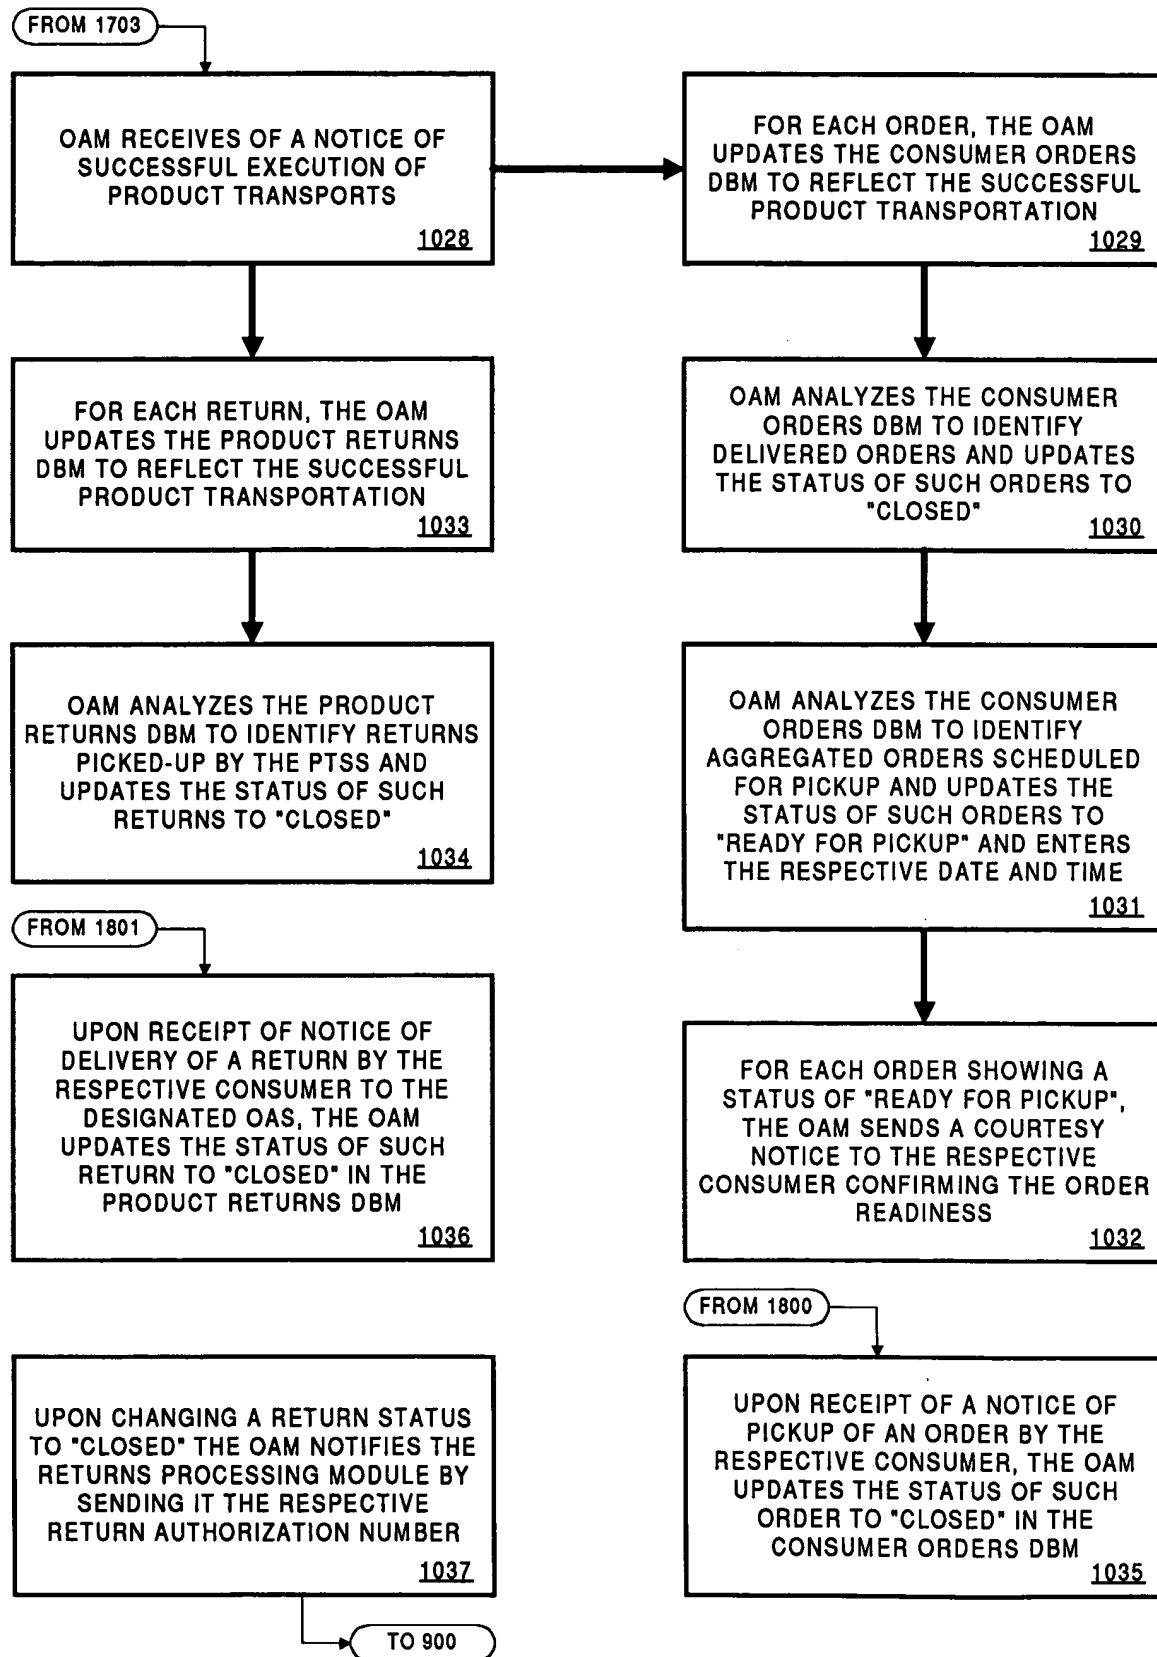 FROM 1703
OAM RECEIVES OF A NOTICE OF
SUCCESSFUL EXECUTION OF
PRODUCT TRANSPORTS
1028
FOR EACH ORDER, THE OAM
UPDATES THE CONSUMER ORDERS
DBM TO REFLECT THE SUCCESSFUL
PRODUCT TRANSPORTATION
1029
FOR EACH RETURN, THE OAM
UPDATES THE PRODUCT RETURNS
DBM TO REFLECT THE SUCCESSFUL
PRODUCT TRANSPORTATION
1033
OAM ANALYZES THE CONSUMER
ORDERS DBM TO IDENTIFY
DELIVERED ORDERS AND UPDATES
THE STATUS OF SUCH ORDERS TO
"CLOSED"
1030
OAM ANALYZES THE PRODUCT
RETURNS DBM TO IDENTIFY RETURNS
PICKED-UP BY THE PTSS AND
UPDATES THE STATUS OF SUCH
RETURNS TO "CLOSED"
1034
OAM ANALYZES THE CONSUMER
ORDERS DBM TO IDENTIFY
AGGREGATED ORDERS SCHEDULED
FOR PICKUP AND UPDATES THE
STATUS OF SUCH ORDERS TO
"READY FOR PICKUP" AND ENTERS
THE RESPECTIVE DATE AND TIME
1031
FROM 1801
UPON RECEIPT OF NOTICE OF
DELIVERY OF A RETURN BY THE
RESPECTIVE CONSUMER TO THE
DESIGNATED OAS, THE OAM
UPDATES THE STATUS OF SUCH
RETURN TO "CLOSED" IN THE
PRODUCT RETURNS DBM
1036
FOR EACH ORDER SHOWING A
STATUS OF "READY FOR PICKUP",
THE OAM SENDS A COURTESY
NOTICE TO THE RESPECTIVE
CONSUMER CONFIRMING THE ORDER
READINESS
1032
FROM 1800
UPON CHANGING A RETURN STATUS
TO "CLOSED" THE OAM NOTIFIES THE
RETURNS PROCESSING MODULE BY
SENDING IT THE RESPECTIVE
RETURN AUTHORIZATION NUMBER
1037
UPON RECEIPT OF A NOTICE OF
PICKUP OF AN ORDER BY THE
RESPECTIVE CONSUMER, THE OAM
UPDATES THE STATUS OF SUCH
ORDER TO "CLOSED" IN THE
CONSUMER ORDERS DBM
1035
TO 900